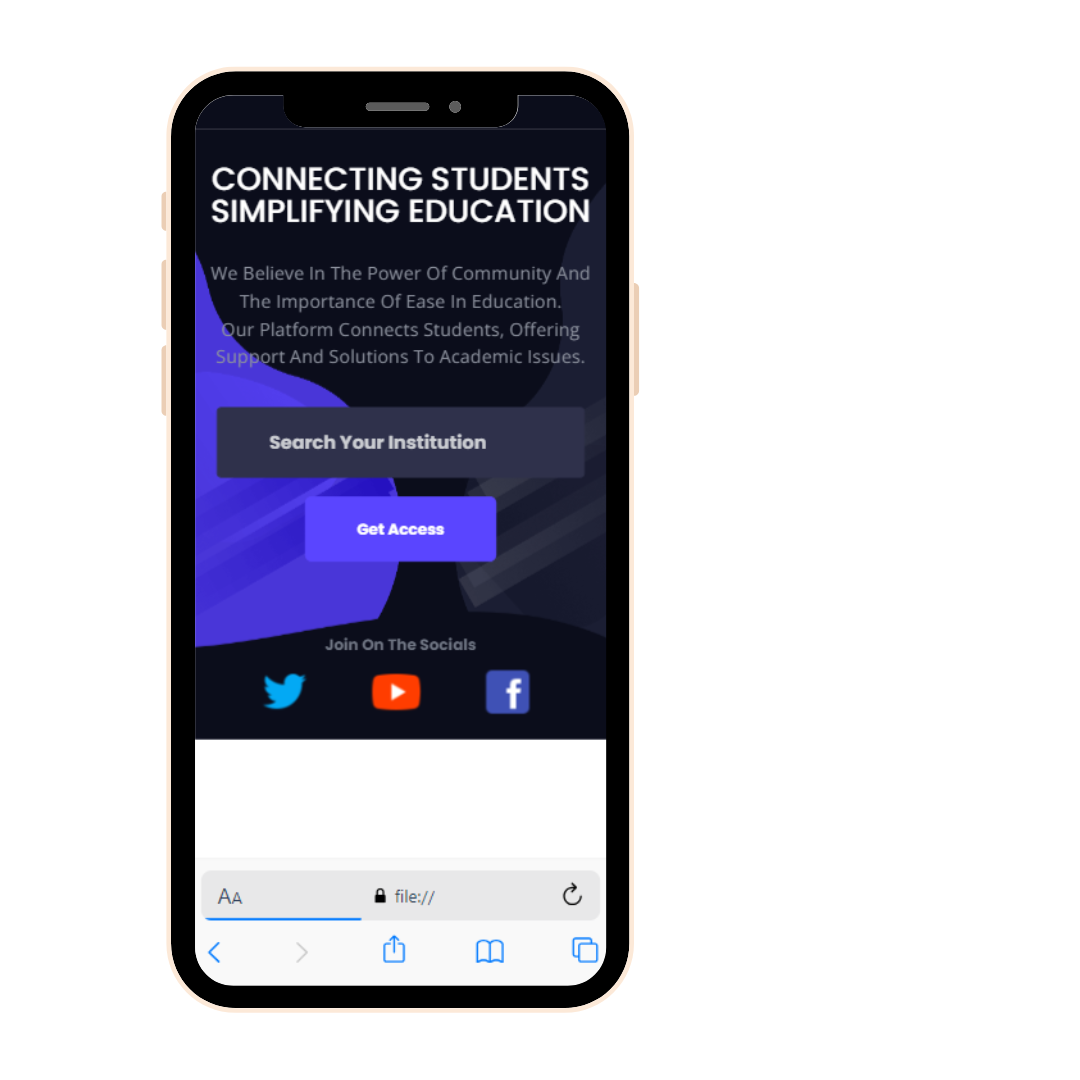 CONNECTING STUDENTS
SIMPLIFYING EDUCATION
We Believe In The Power Of Community And
The Importance Of Ease In Education.
Our Platform Connects Students, Offering
Support And Solutions To Academic Issues.
Search Your Institution
Get Access
Join On The Socials
AA file://